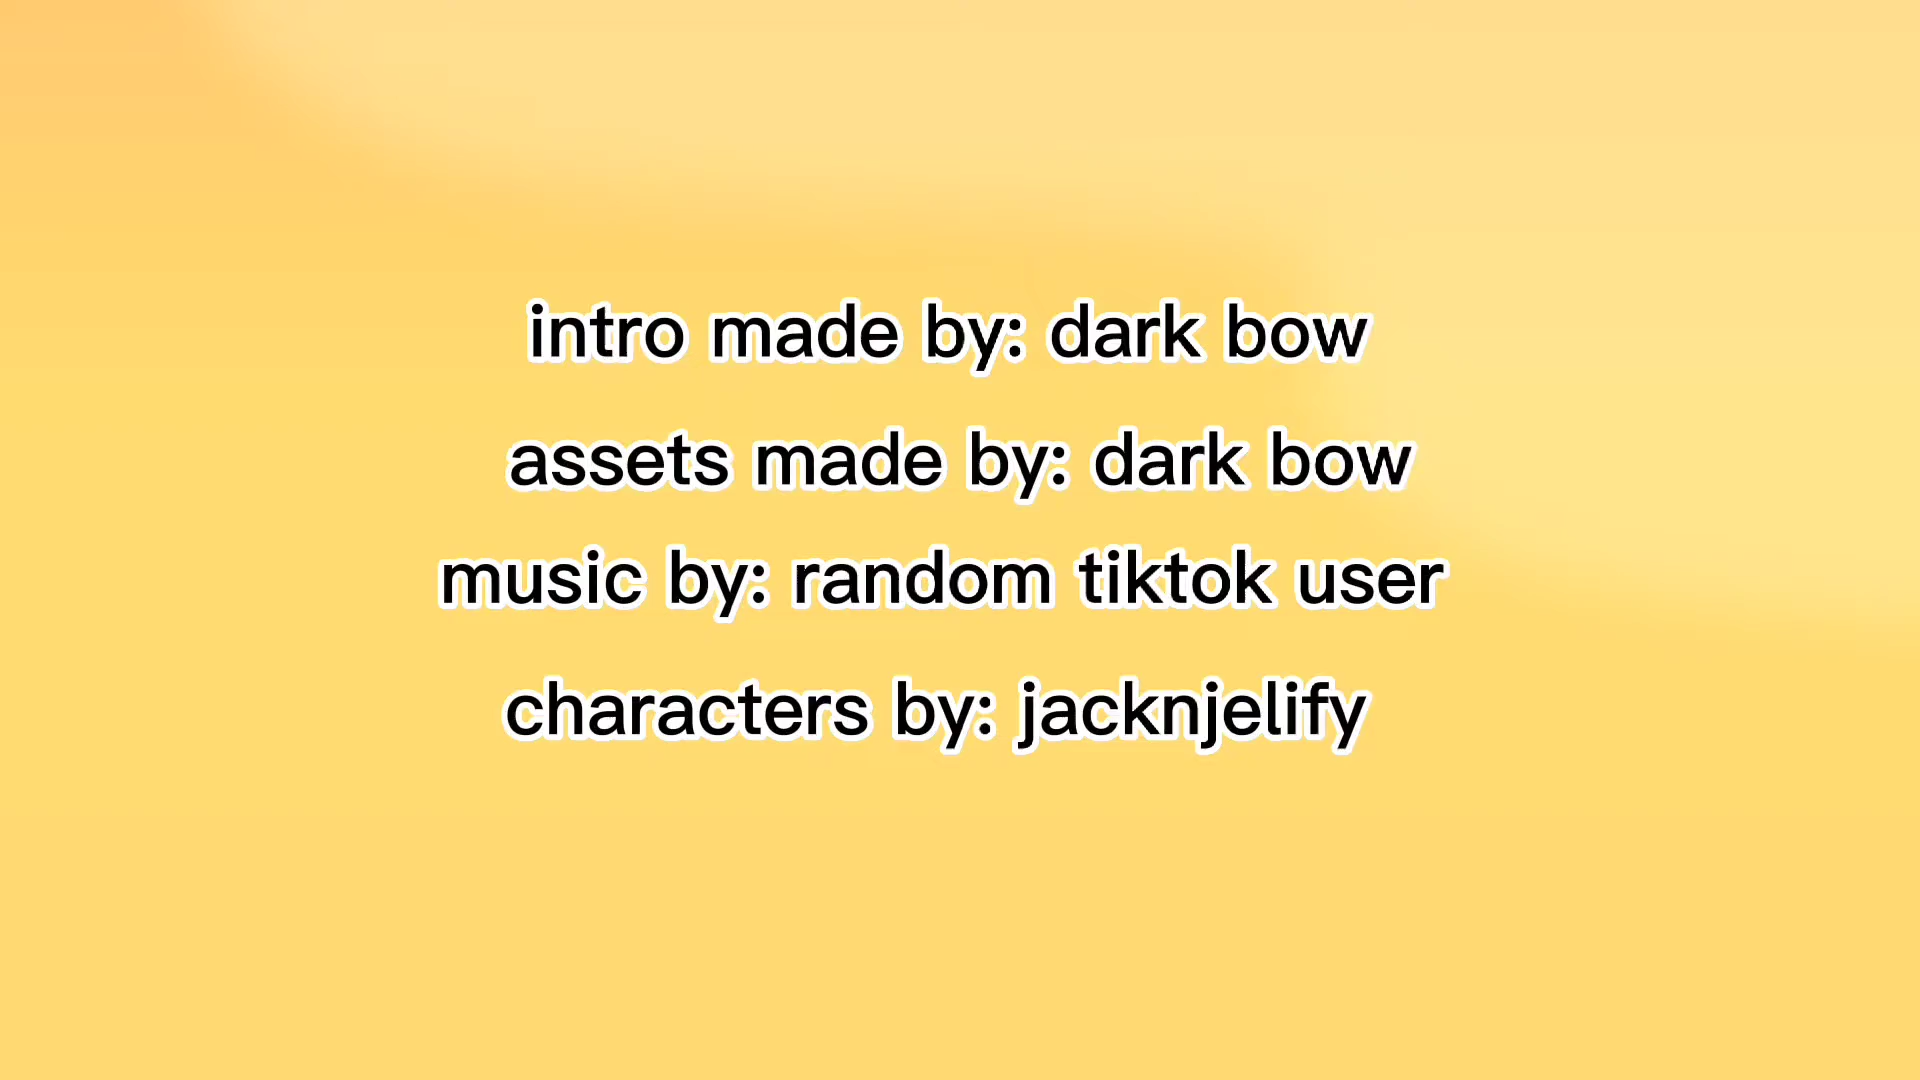 intro made by: dark bow
assets made by: dark bow
music by: random tiktok user
characters by: jacknjelify